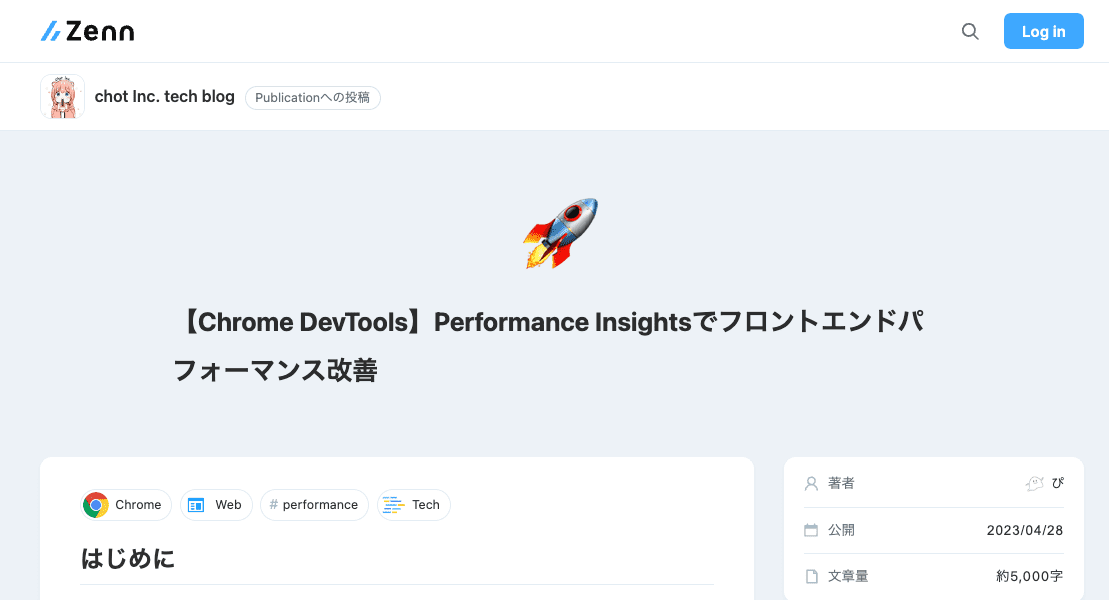 Zenn
Log in
chot Inc. tech blog
Publicationへの投稿
【Chrome DevTools】Performance Insightsでフロントエンドパ
フォーマンス改善
Chrome
Web
# performance
Tech
はじめに
著者
ぴ
公開
2023/04/28
文章量
約5,000字